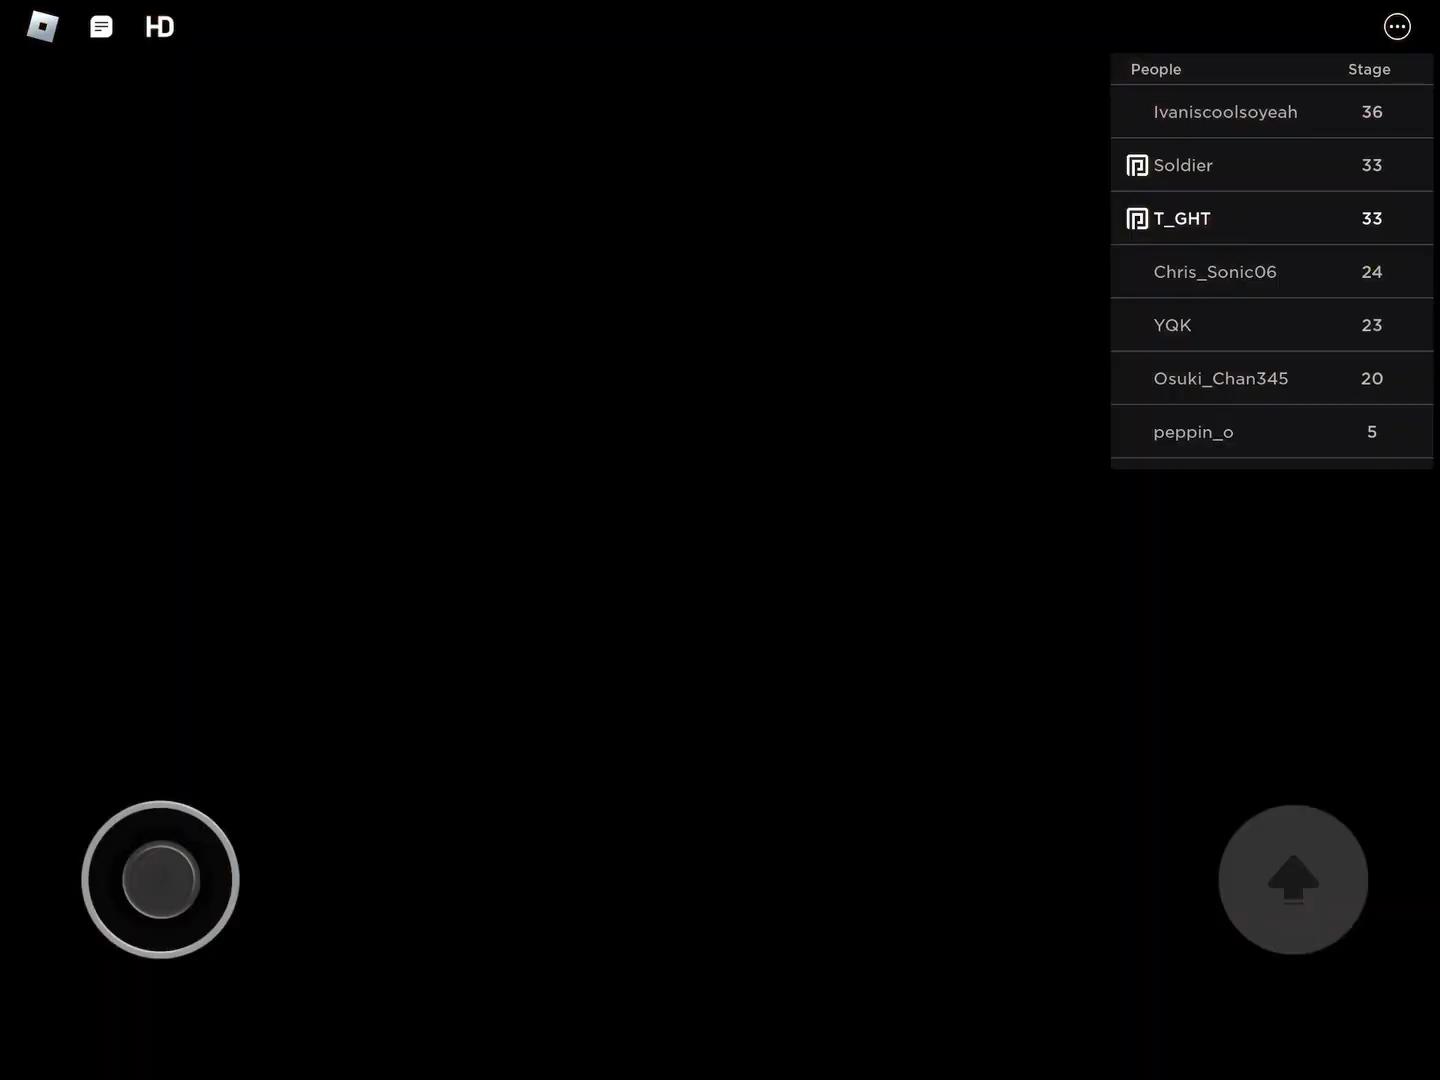 HD
People Stage
Ivaniscoolsoyeah 36
Soldier 33
T_GHT 33
Chris_Sonic06 24
YQK 23
Osuki_Chan345 20
peppin_o 5